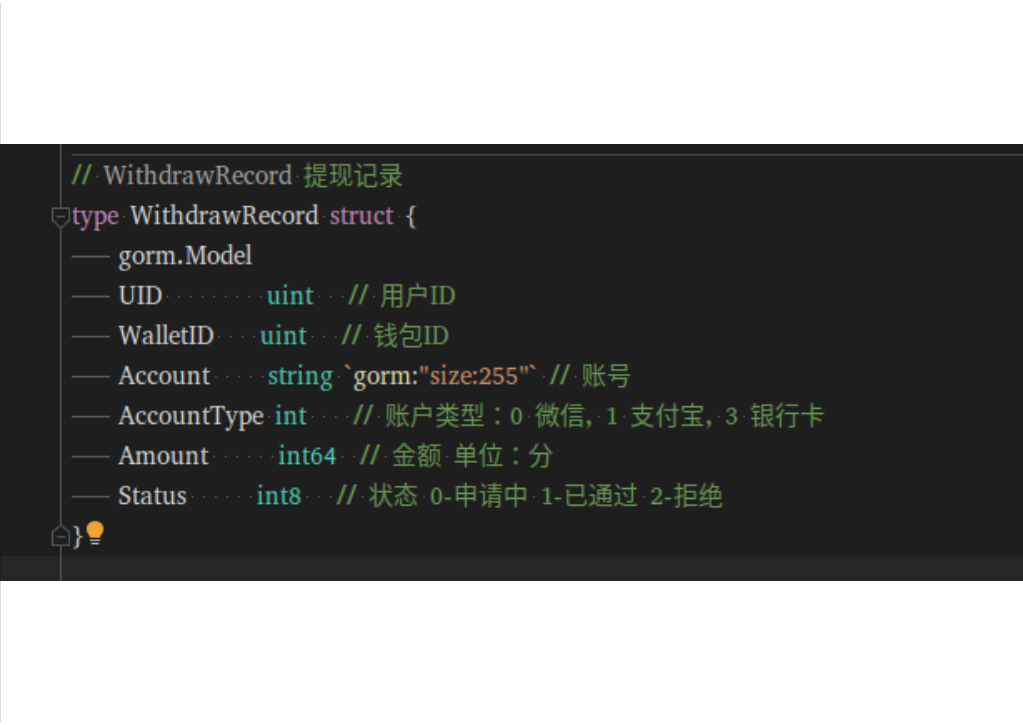 // WithdrawRecord 提现记录
type WithdrawRecord struct {
gorm.Model
UID uint // 用户ID
WalletID uint // 钱包ID
Account string `gorm:"size:255"` // 账号
AccountType int // 账户类型：0 微信, 1 支付宝, 3 银行卡
Amount int64 // 金额 单位：分
Status int8 // 状态 0-申请中 1-已通过 2-拒绝
}